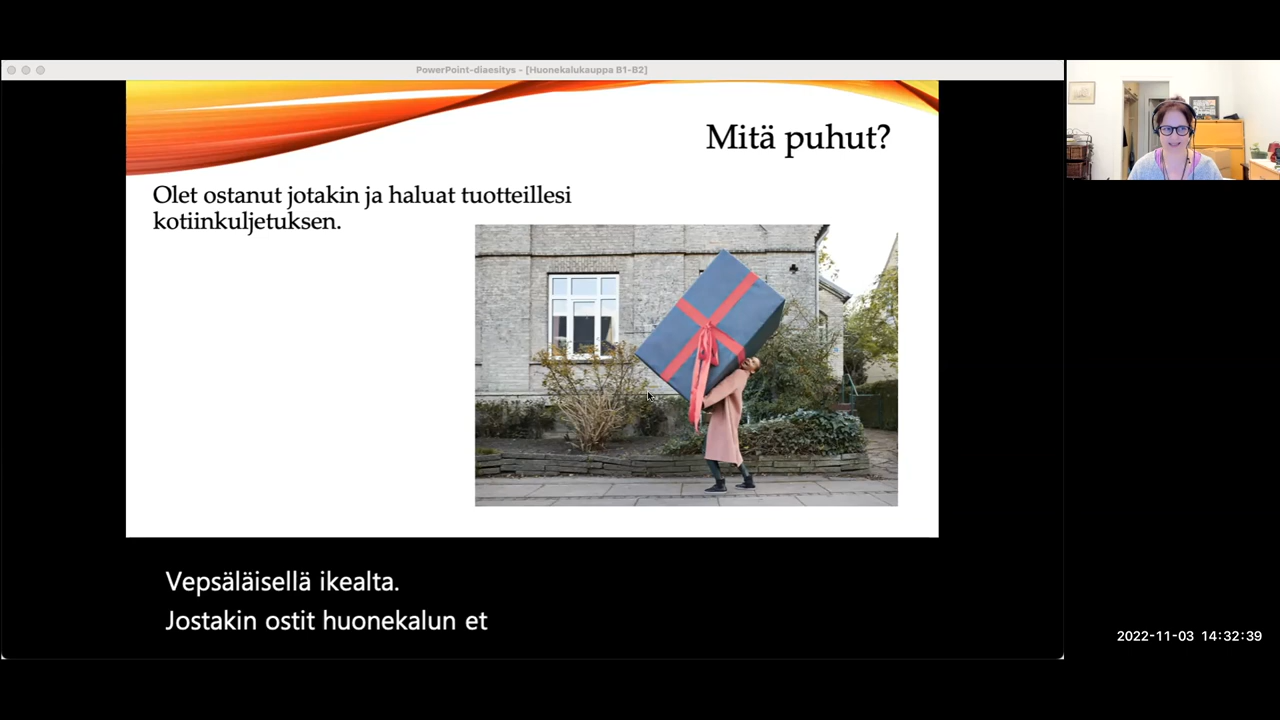 PowerPoint-diaesitys - [Huonekalukauppa B1-B2]
Mitä puhut?
Olet ostanut jotakin ja haluat tuotteillesi
kotiinkuljetuksen.
Vepsäläisellä ikealta.
Jostakin ostit huonekalun et
2022-11-03 14:32:39